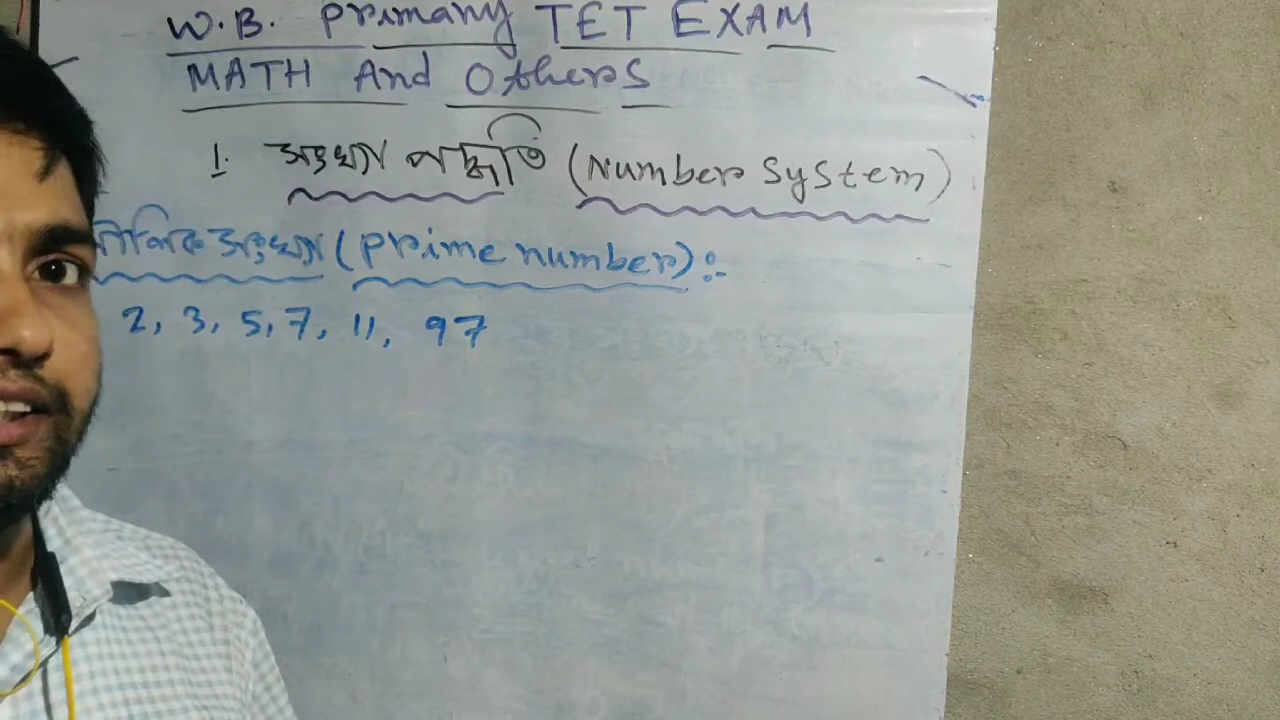 W.B. Primary TET EXAM
MATH And Others
1. সংখ্যা পদ্ধতি (Number System)
মৌলিক সংখ্যা (Prime number) :-
2, 3, 5, 7, 11, 97